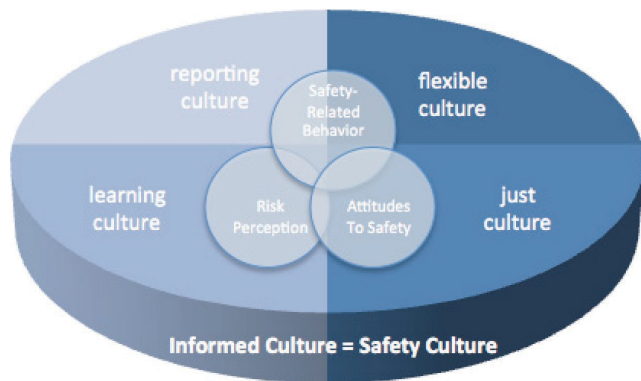 reporting
culture
flexible
culture
Safety-
Related
Behavior
learning
culture
Risk
Perception
Attitudes
To Safety
just
culture
Informed Culture = Safety Culture